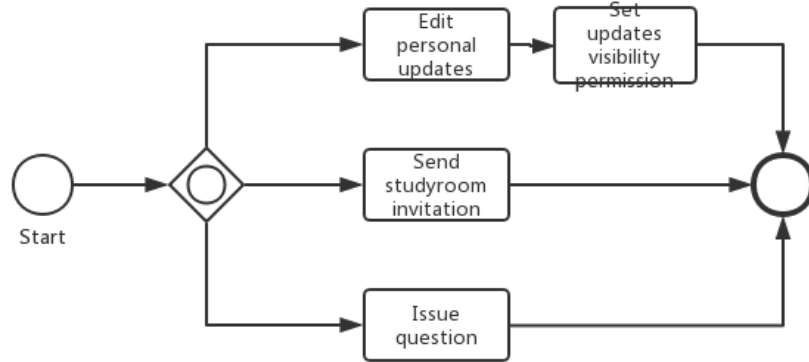 Edit
personal
updates
Set
updates
visibility
permission
Start
Send
studyroom
invitation
Issue
question